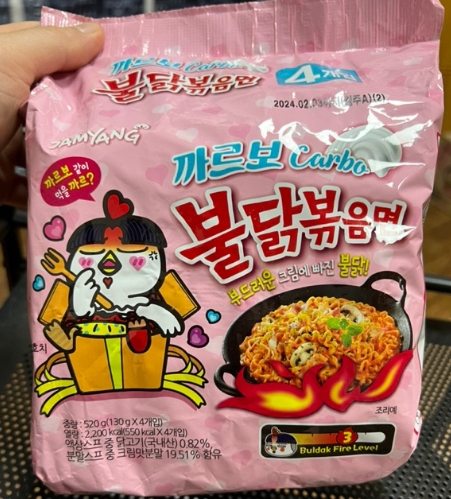 까르보 Carbo
불닭볶음면
4개입
SAMYANG
까르보 Carbo
까르보 같이
먹을 까르?
불닭볶음면
부드러운 크림에 빠진 불닭!
호치
중량 : 520 g (130 g X 4개입)
열량 : 2,200 kcal (550 kcal X 4개입)
액상스프 중 닭고기(국내산) 0.82%,
분말스프 중 크림맛분말 19.51% 함유
조리예
3
Buldak Fire Level